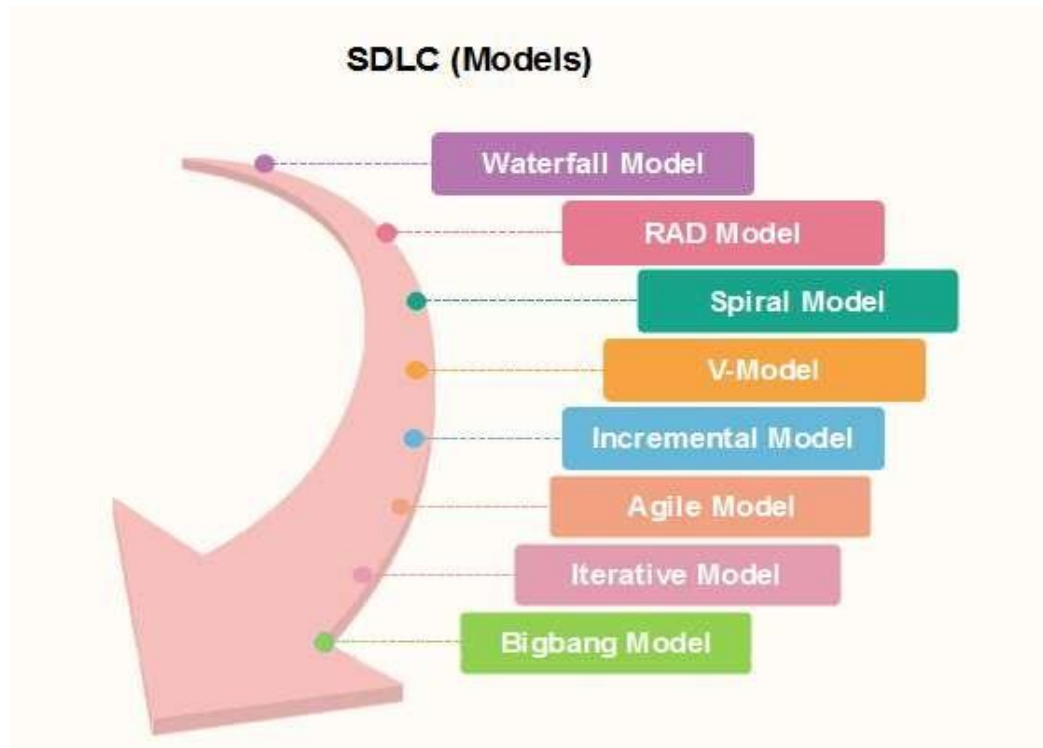 SDLC (Models)
Waterfall Model
RAD Model
Spiral Model
V-Model
Incremental Model
Agile Model
Iterative Model
Bigbang Model